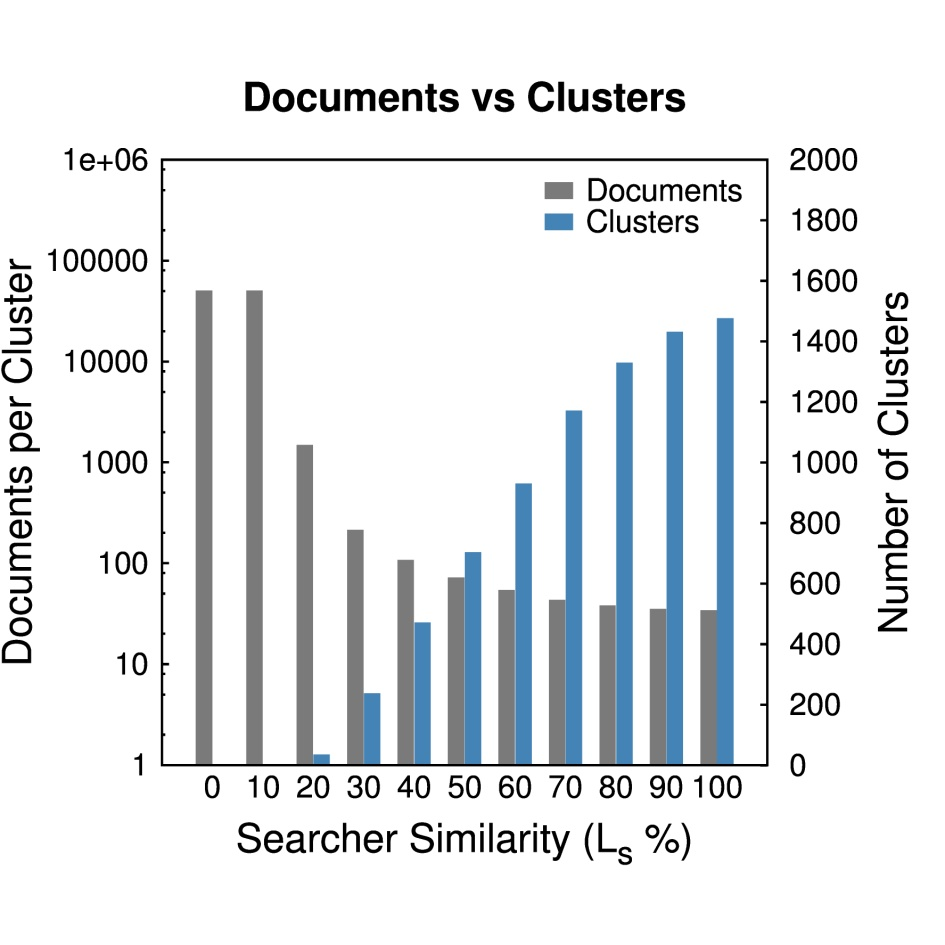 Documents vs Clusters
Documents per Cluster
1e+06
100000
10000
1000
100
10
1
Documents
Clusters
2000
1800
1600
1400
1200
1000
800
600
400
200
0
Number of Clusters
0 10 20 30 40 50 60 70 80 90 100
Searcher Similarity (Ls %)